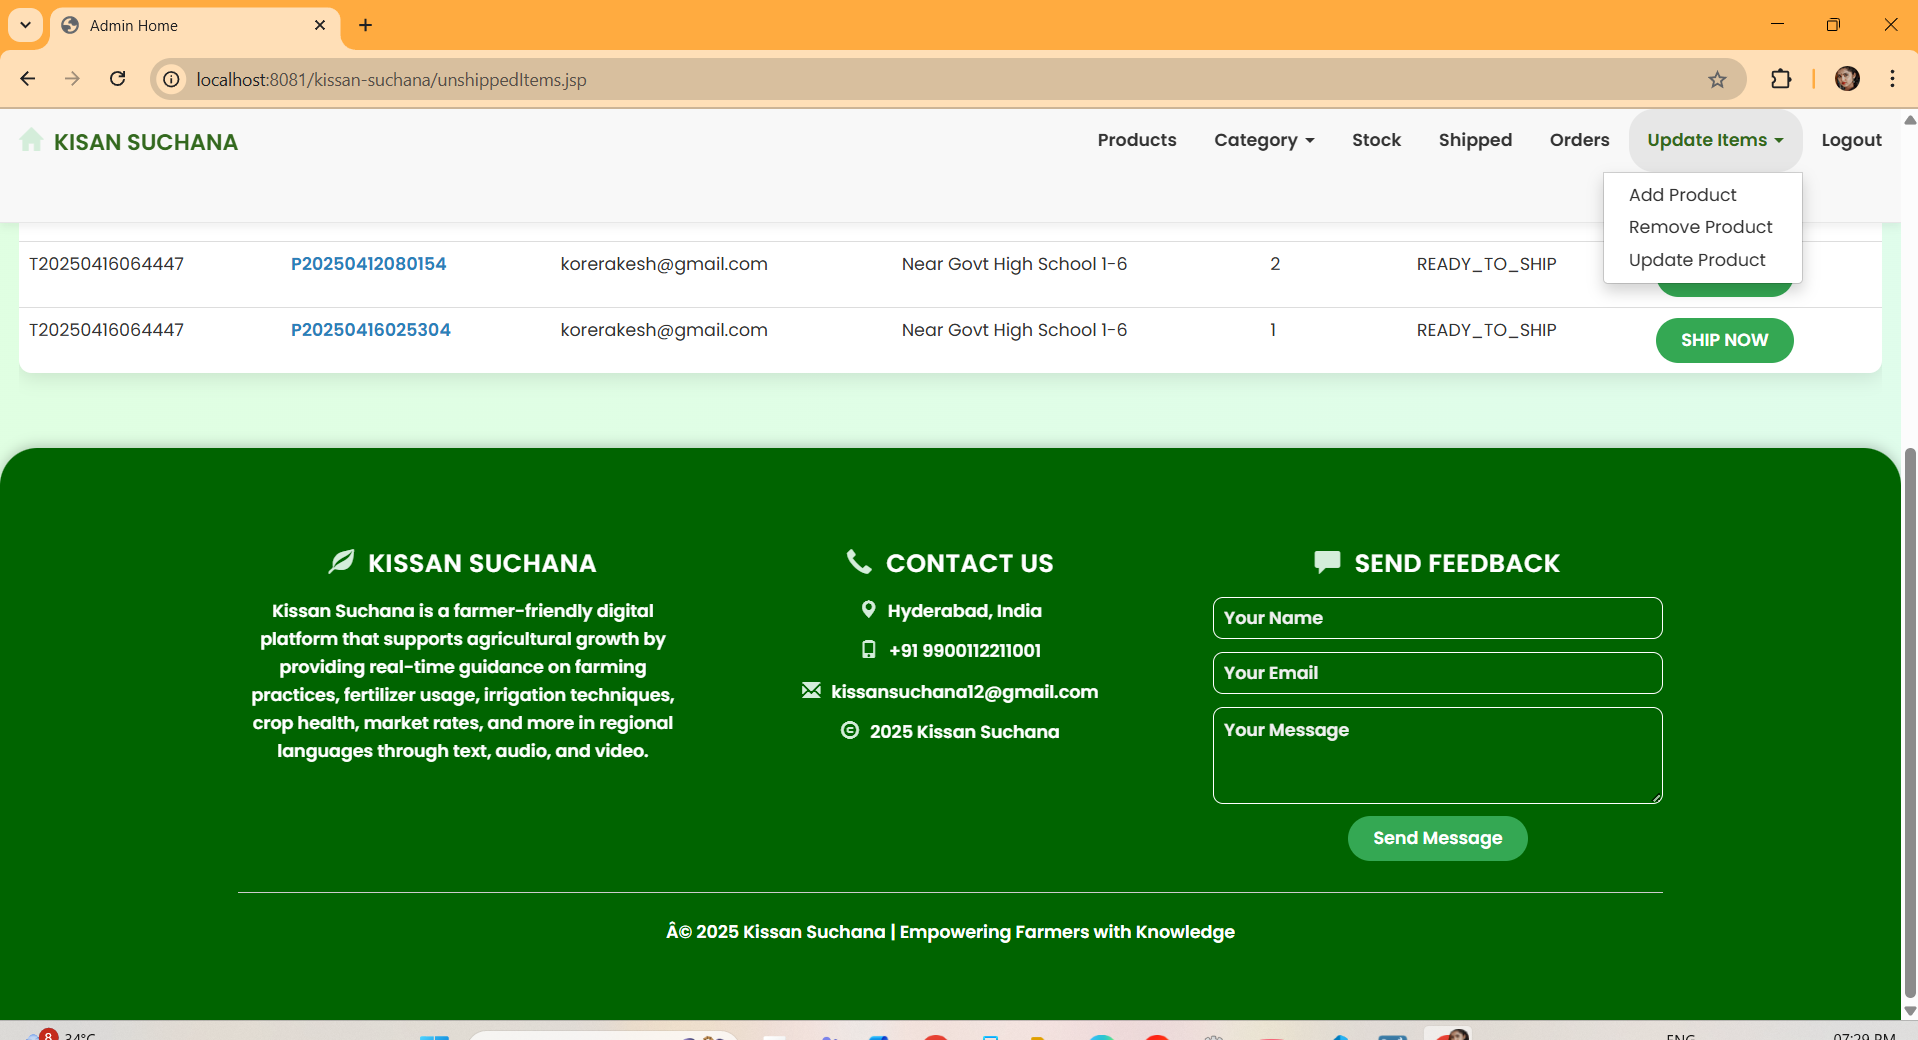 Admin Home
localhost:8081/kissan-suchana/unshippedItems.jsp
KISAN SUCHANA
Products Category Stock Shipped Orders Update Items Logout
Add Product
Remove Product
Update Product
T20250416064447 P20250412080154 korerakesh@gmail.com Near Govt High School 1-6 2 READY_TO_SHIP
T20250416064447 P20250416025304 korerakesh@gmail.com Near Govt High School 1-6 1 READY_TO_SHIP SHIP NOW
KISSAN SUCHANA
Kissan Suchana is a farmer-friendly digital
platform that supports agricultural growth by
providing real-time guidance on farming
practices, fertilizer usage, irrigation techniques,
crop health, market rates, and more in regional
languages through text, audio, and video.
CONTACT US
Hyderabad, India
+91 9900112211001
kissansuchana12@gmail.com
© 2025 Kissan Suchana
SEND FEEDBACK
Your Name
Your Email
Your Message
Send Message
Â© 2025 Kissan Suchana | Empowering Farmers with Knowledge
8 34°C
ENG
07:29 PM